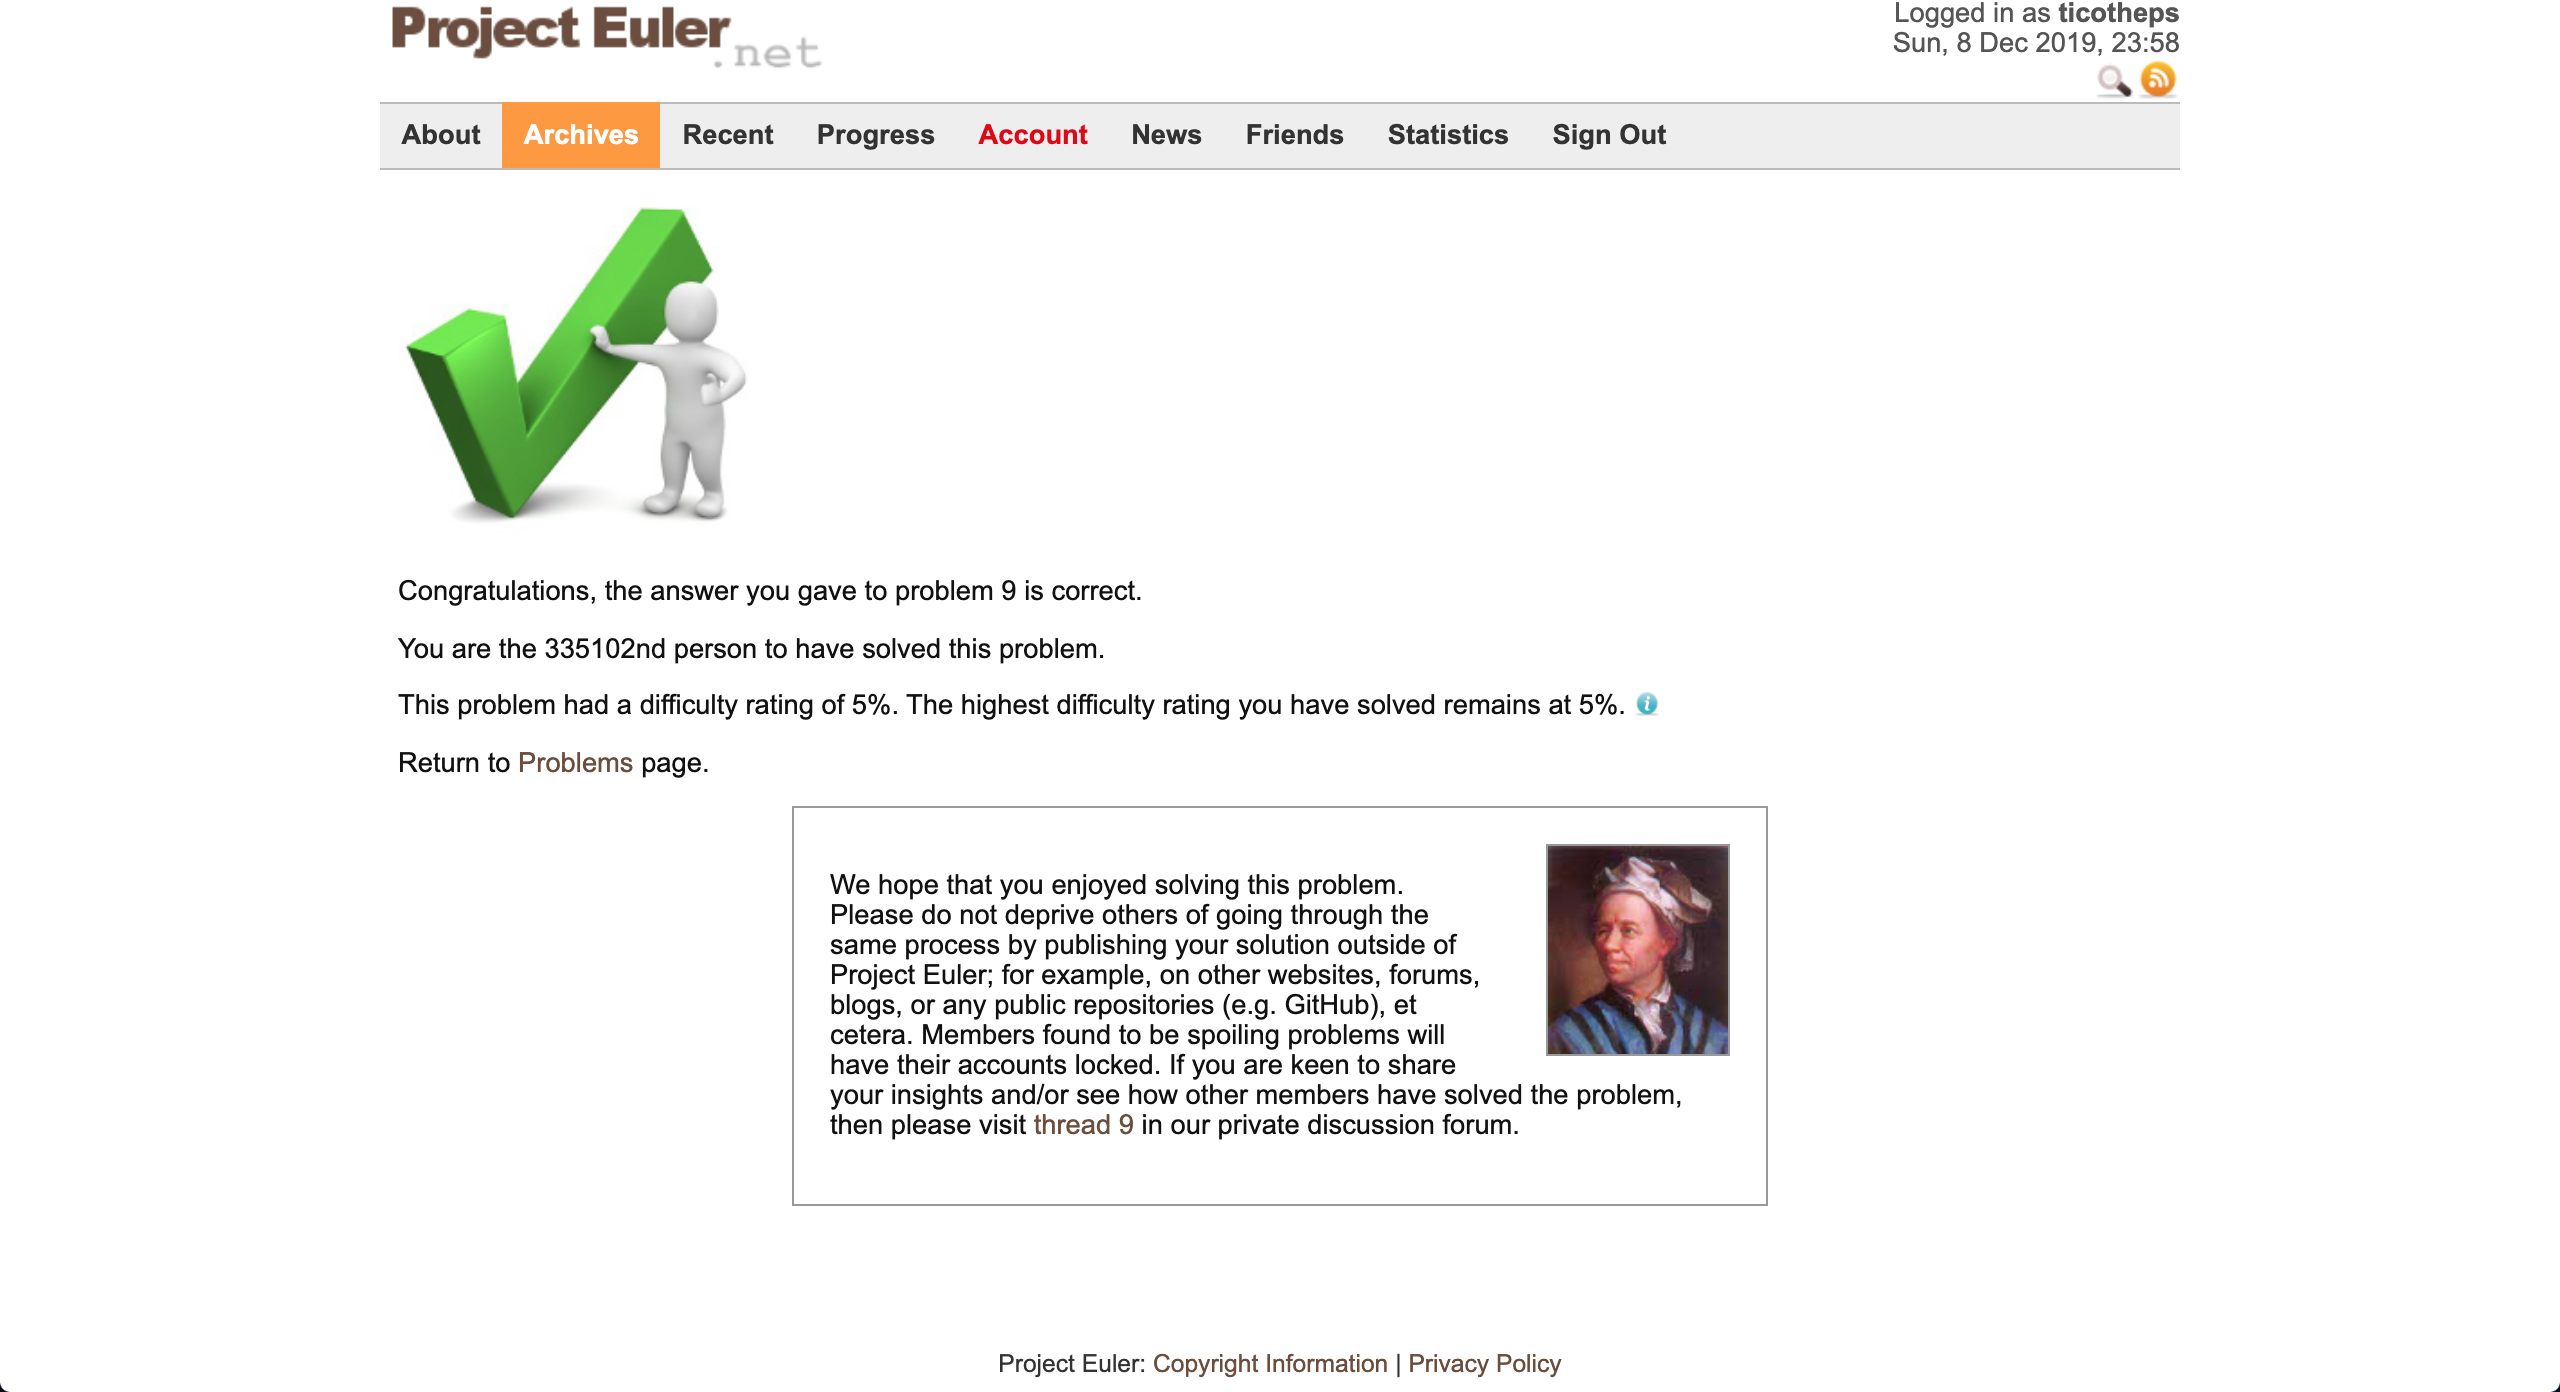 Project Euler
.net
Logged in as ticotheps
Sun, 8 Dec 2019, 23:58
About Archives Recent Progress Account News Friends Statistics Sign Out
Congratulations, the answer you gave to problem 9 is correct.
You are the 335102nd person to have solved this problem.
This problem had a difficulty rating of 5%. The highest difficulty rating you have solved remains at 5%. i
Return to Problems page.
We hope that you enjoyed solving this problem.
Please do not deprive others of going through the
same process by publishing your solution outside of
Project Euler; for example, on other websites, forums,
blogs, or any public repositories (e.g. GitHub), et
cetera. Members found to be spoiling problems will
have their accounts locked. If you are keen to share
your insights and/or see how other members have solved the problem,
then please visit thread 9 in our private discussion forum.
Project Euler: Copyright Information | Privacy Policy